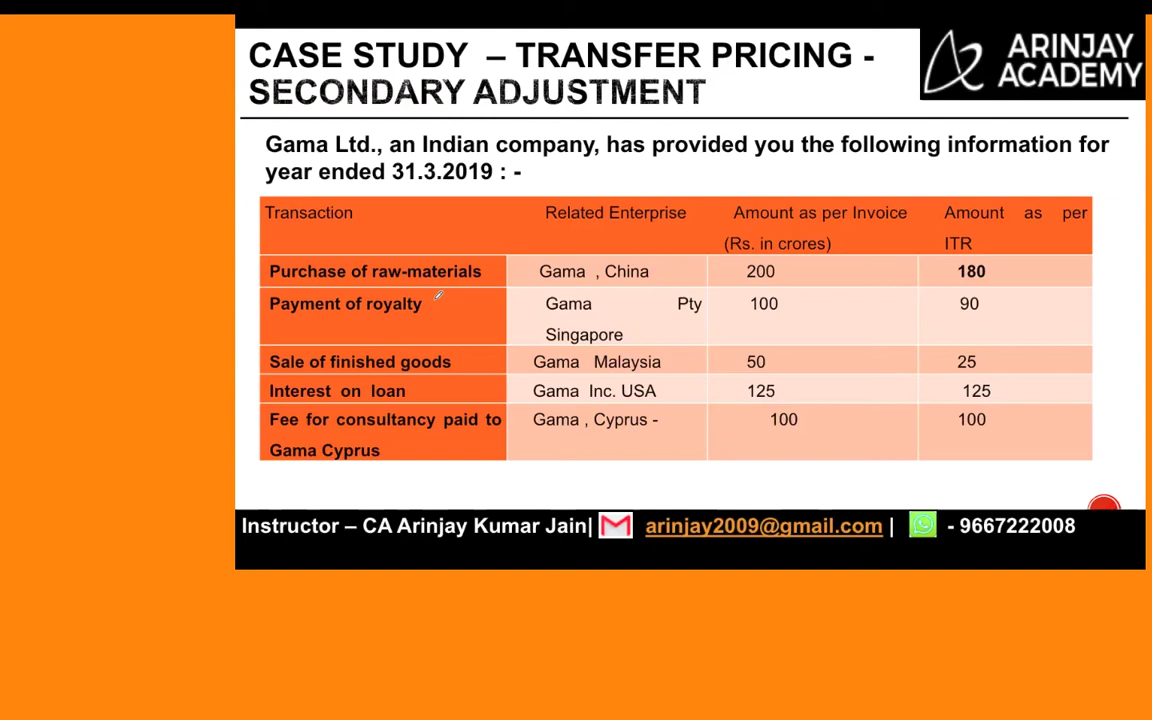 CASE STUDY – TRANSFER PRICING -
SECONDARY ADJUSTMENT
ARINJAY
ACADEMY
Gama Ltd., an Indian company, has provided you the following information for
year ended 31.3.2019 : -
Transaction Related Enterprise Amount as per Invoice Amount as per
(Rs. in crores) ITR
Purchase of raw-materials Gama , China 200 180
Payment of royalty Gama Pty 100 90
Singapore
Sale of finished goods Gama Malaysia 50 25
Interest on loan Gama Inc. USA 125 125
Fee for consultancy paid to Gama , Cyprus - 100 100
Gama Cyprus
Instructor – CA Arinjay Kumar Jain| arinjay2009@gmail.com | - 9667222008